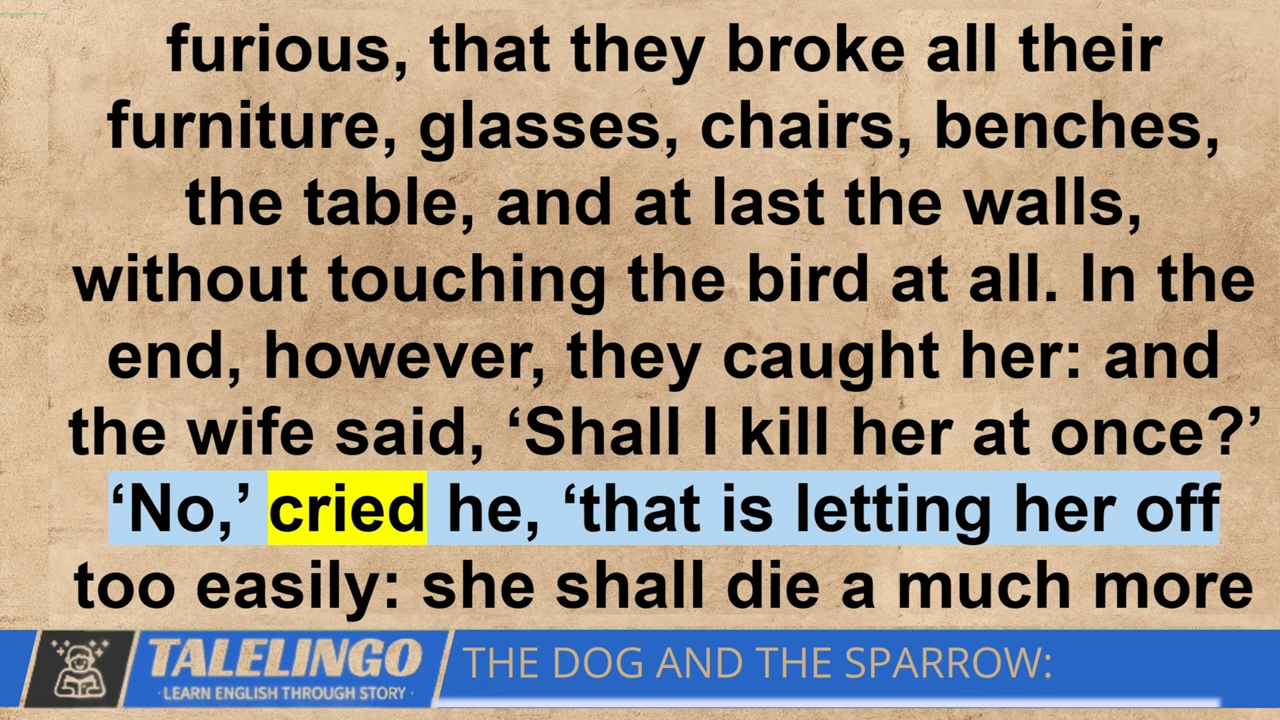 furious, that they broke all their
furniture, glasses, chairs, benches,
the table, and at last the walls,
without touching the bird at all. In the
end, however, they caught her: and
the wife said, ‘Shall I kill her at once?’
‘No,’ cried he, ‘that is letting her off
too easily: she shall die a much more
TALELINGO
· LEARN ENGLISH THROUGH STORY ·
THE DOG AND THE SPARROW: